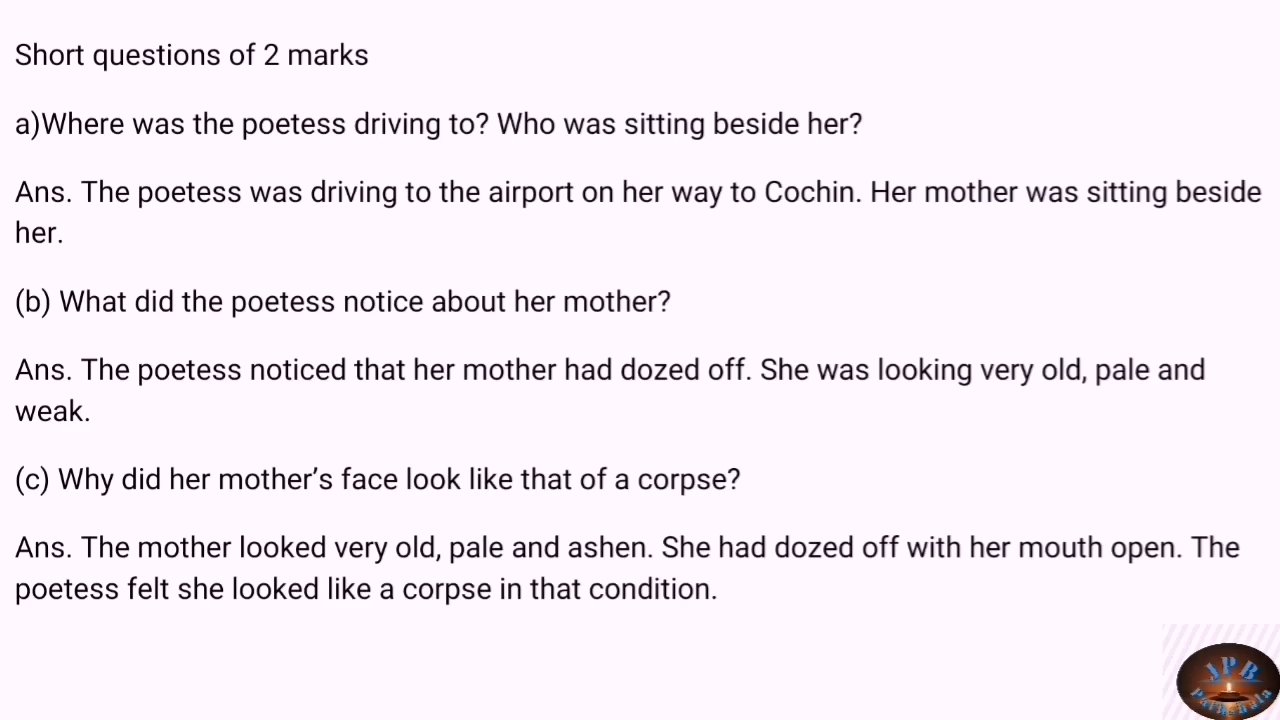 Short questions of 2 marks
a)Where was the poetess driving to? Who was sitting beside her?
Ans. The poetess was driving to the airport on her way to Cochin. Her mother was sitting beside
her.
(b) What did the poetess notice about her mother?
Ans. The poetess noticed that her mother had dozed off. She was looking very old, pale and
weak.
(c) Why did her mother’s face look like that of a corpse?
Ans. The mother looked very old, pale and ashen. She had dozed off with her mouth open. The
poetess felt she looked like a corpse in that condition.
JPB